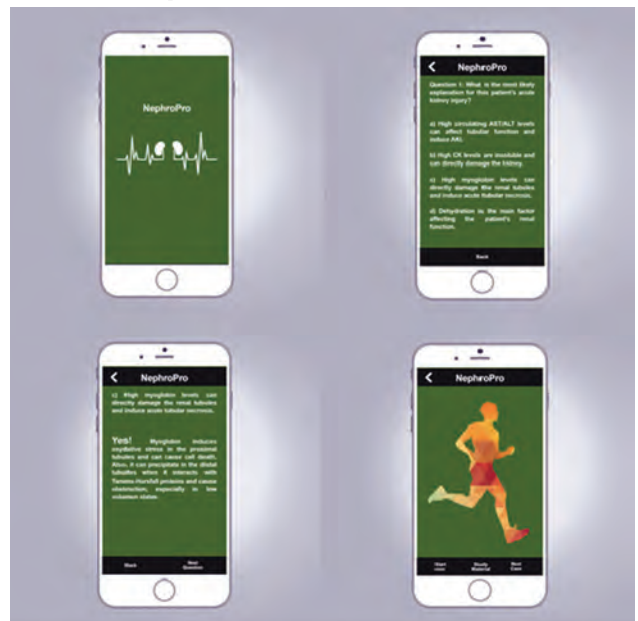 NephroPro
NephroPro
Question 1: What is the most likely
explanation for this patient's acute
kidney injury?
a) High circulating AST/ALT levels
can affect tubular function and
induce AKI.
b) High CK levels are insoluble and
can directly damage the kidney.
c) High myoglobin levels can
directly damage the renal tubules
and induce acute tubular necrosis.
d) Dehydration is the main factor
affecting the patient's renal
function.
Back
NephroPro
c) High myoglobin levels can
directly damage the renal tubules
and induce acute tubular necrosis.
Yes! Myoglobin induces
oxydative stress in the proximal
tubules and can cause cell death.
Also, it can precipitate in the distal
tubules when it interacts with
Tamms-Horsfall proteins and cause
obstruction, especially in low
volumen states.
Back
Next
Question
NephroPro
Start
case
Study
Material
Next
Case